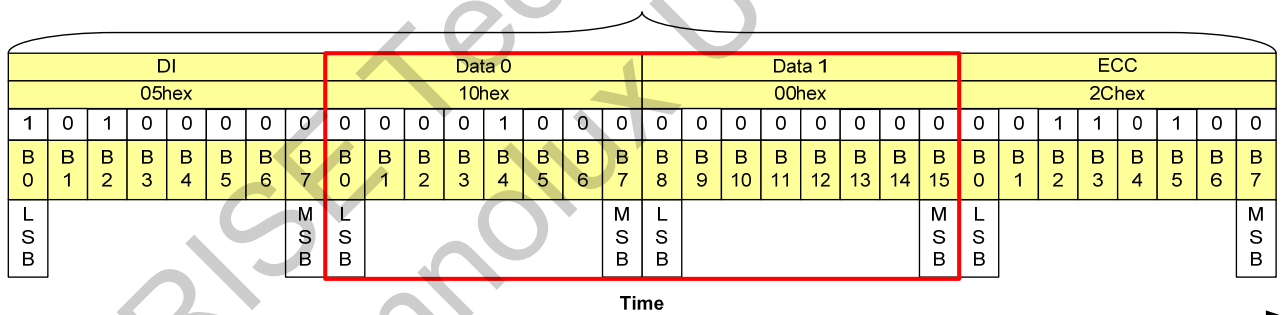 DI Data 0 Data 1 ECC
05hex 10hex 00hex 2Chex
1 0 1 0 0 0 0 0 0 0 0 0 1 0 0 0 0 0 0 0 0 0 0 0 0 0 1 1 0 1 0 0
B0 B1 B2 B3 B4 B5 B6 B7 B0 B1 B2 B3 B4 B5 B6 B7 B8 B9 B10 B11 B12 B13 B14 B15 B0 B1 B2 B3 B4 B5 B6 B7
LSB MSB LSB MSB LSB MSB LSB MSB
Time
RISE Te
nnolux U